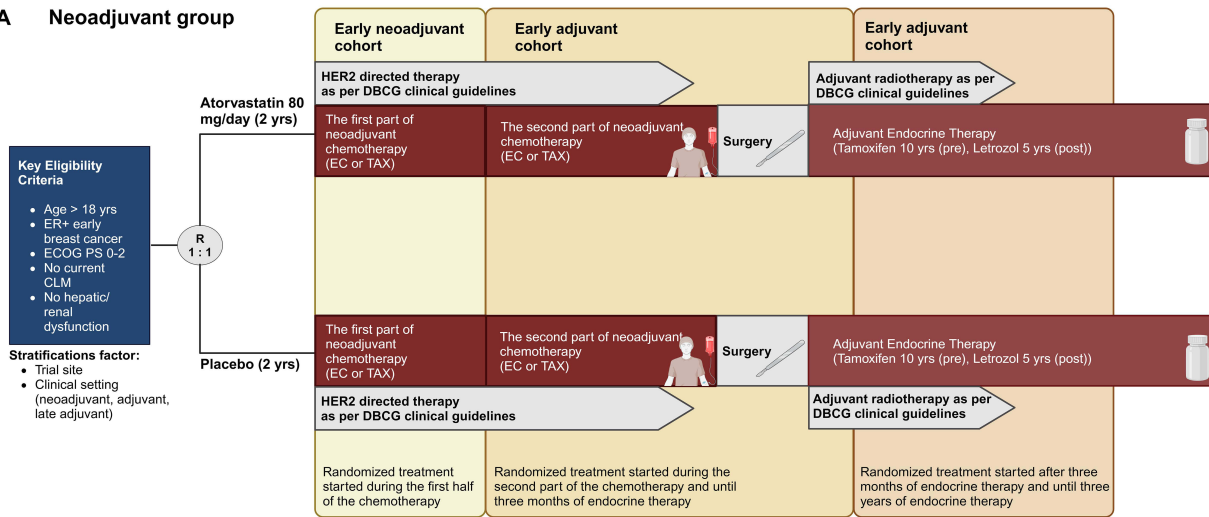 A Neoadjuvant group
Early neoadjuvant
cohort
Early adjuvant
cohort
Early adjuvant
cohort
HER2 directed therapy
as per DBCG clinical guidelines
Adjuvant radiotherapy as per
DBCG clinical guidelines
Atorvastatin 80
mg/day (2 yrs)
The first part of
neoadjuvant
chemotherapy
(EC or TAX)
The second part of neoadjuvant
chemotherapy
(EC or TAX)
Surgery
Adjuvant Endocrine Therapy
(Tamoxifen 10 yrs (pre), Letrozol 5 yrs (post))
Key Eligibility
Criteria
• Age > 18 yrs
• ER+ early
breast cancer
• ECOG PS 0-2
• No current
CLM
• No hepatic/
renal
dysfunction
R
1 : 1
Stratifications factor:
• Trial site
• Clinical setting
(neoadjuvant, adjuvant,
late adjuvant)
Placebo (2 yrs)
The first part of
neoadjuvant
chemotherapy
(EC or TAX)
The second part of neoadjuvant
chemotherapy
(EC or TAX)
Surgery
Adjuvant Endocrine Therapy
(Tamoxifen 10 yrs (pre), Letrozol 5 yrs (post))
HER2 directed therapy
as per DBCG clinical guidelines
Adjuvant radiotherapy as per
DBCG clinical guidelines
Randomized treatment
started during the first half
of the chemotherapy
Randomized treatment started during the
second part of the chemotherapy and until
three months of endocrine therapy
Randomized treatment started after three
months of endocrine therapy and until three
years of endocrine therapy